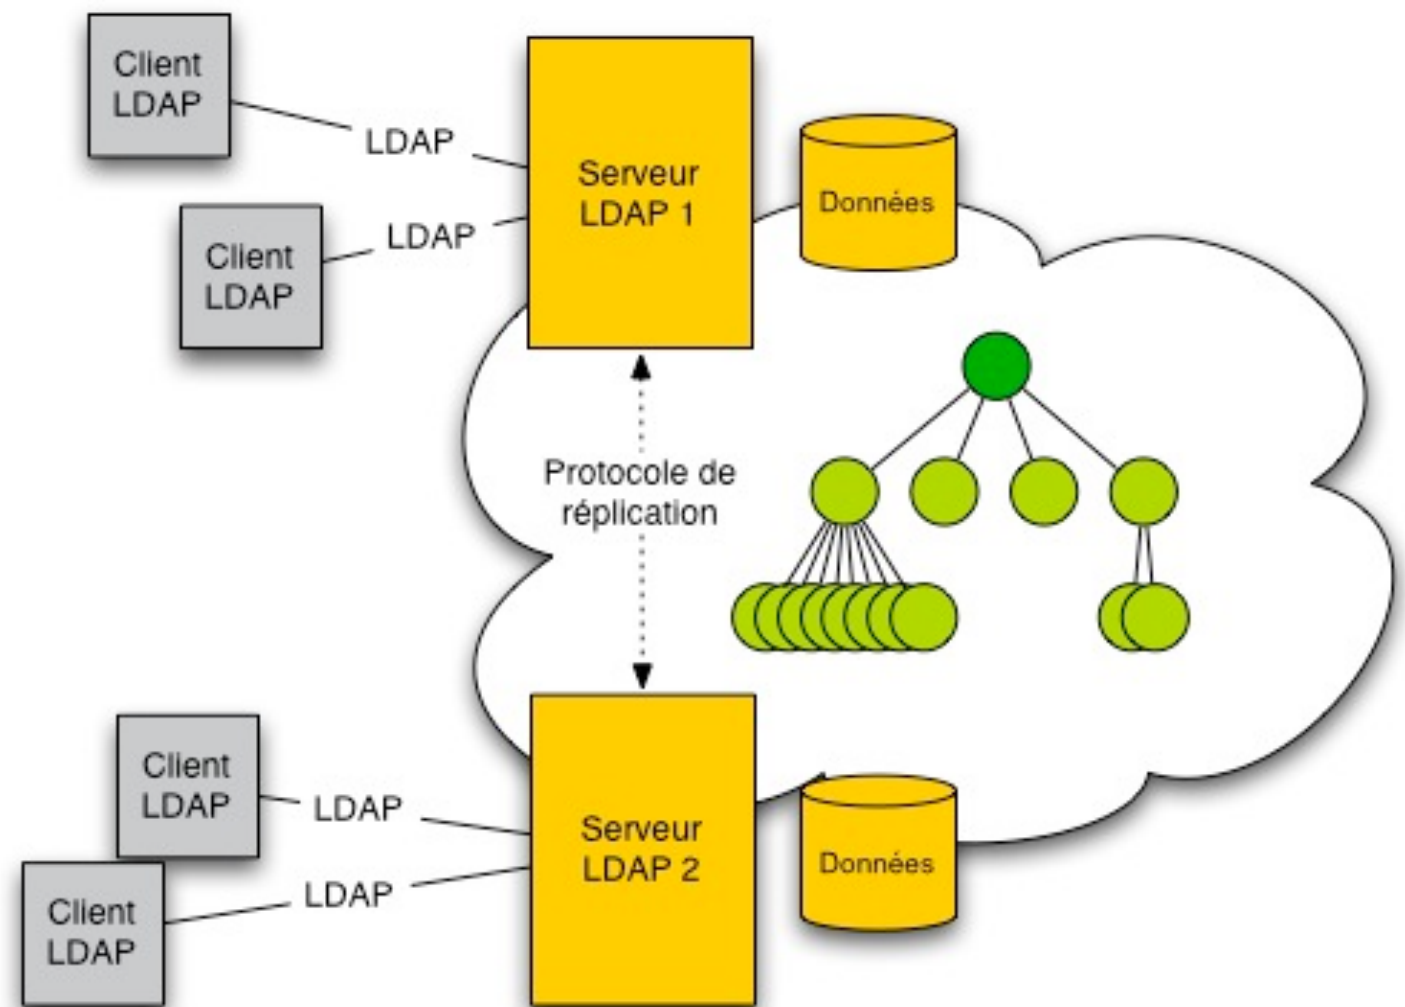 Client
LDAP
LDAP
Serveur
LDAP 1
Données
Client
LDAP
LDAP
Protocole de
réplication
Client
LDAP
LDAP
Serveur
LDAP 2
Données
Client
LDAP
LDAP